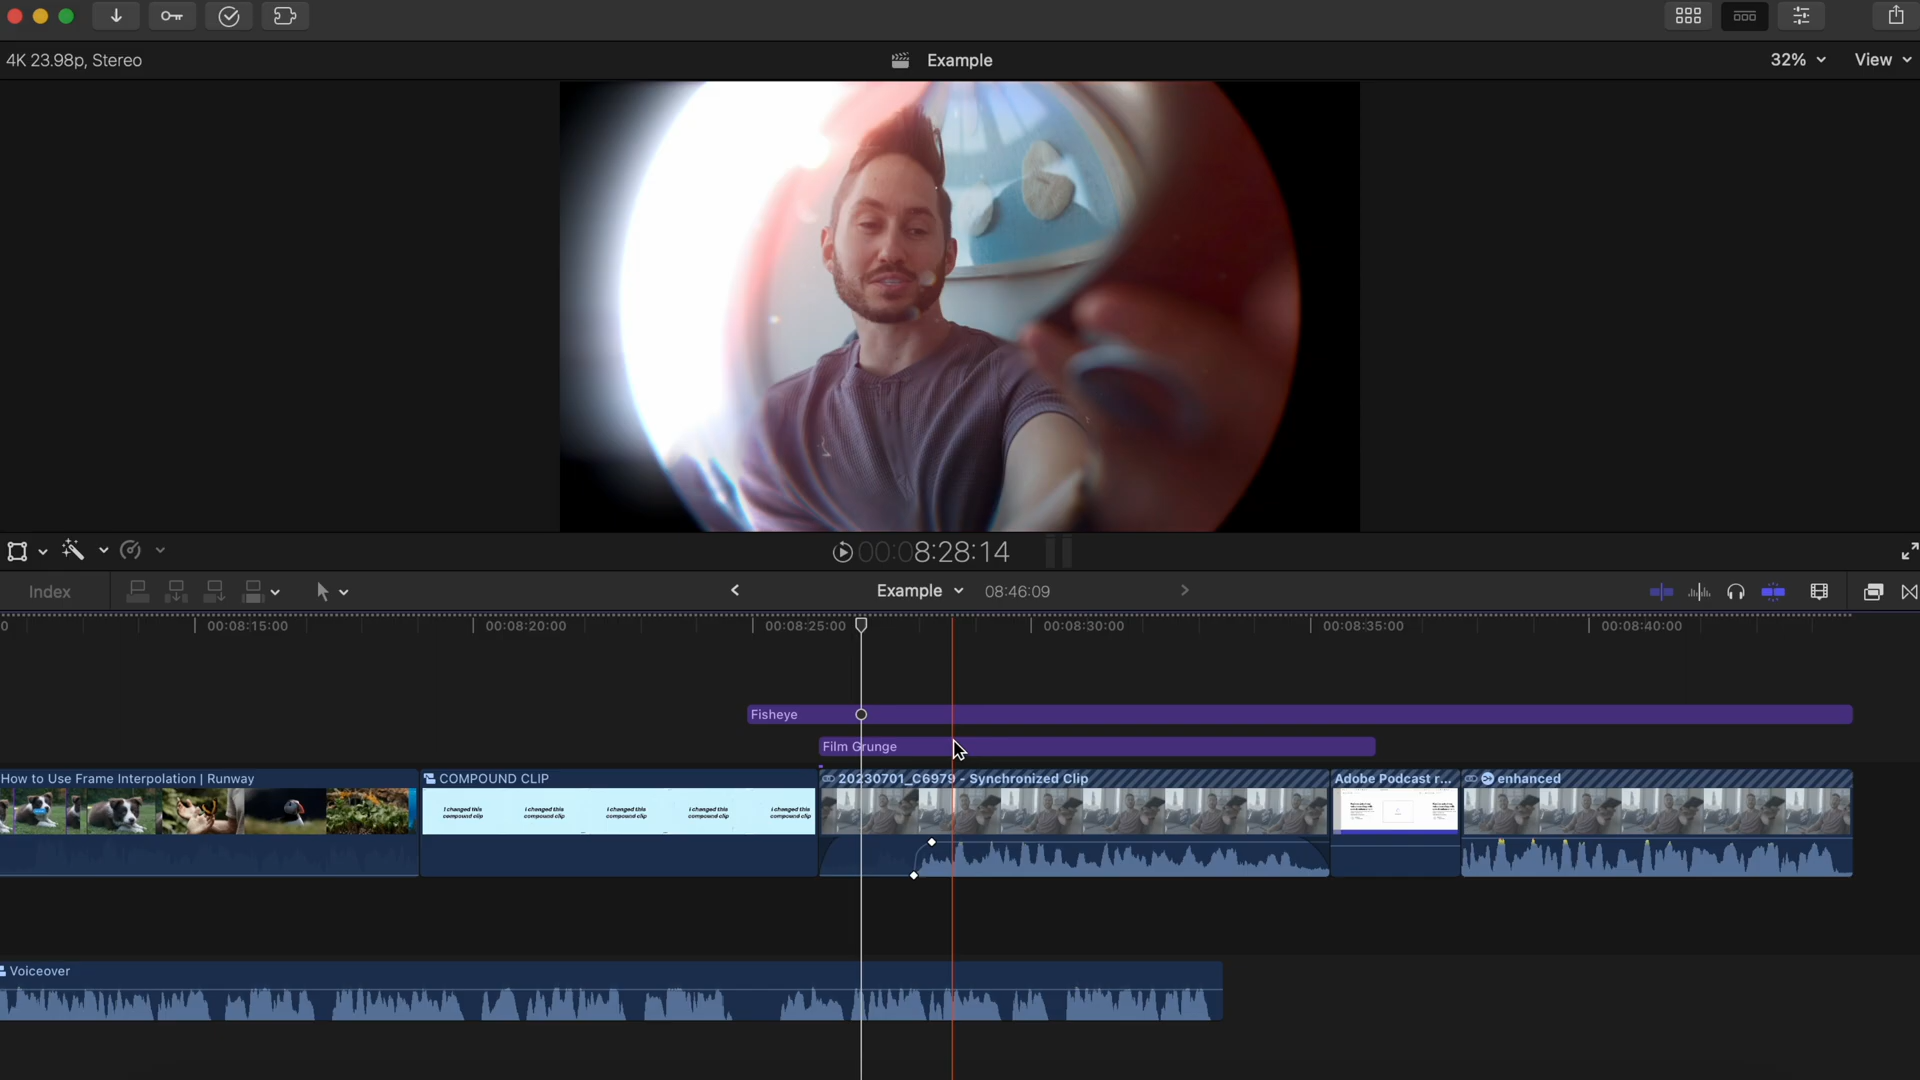 4K 23.98p, Stereo
Example
32%
View
00:08:28:14
Index
Example
08:46:09
0
00:08:15:00
00:08:20:00
00:08:25:00
00:08:30:00
00:08:35:00
00:08:40:00
Fisheye
Film Grunge
How to Use Frame Interpolation | Runway
COMPOUND CLIP
20230701_C6979 - Synchronized Clip
Adobe Podcast r...
enhanced
I changed this compound clip
I changed this compound clip
I changed this compound clip
I changed this compound clip
I changed this compound clip
Voiceover